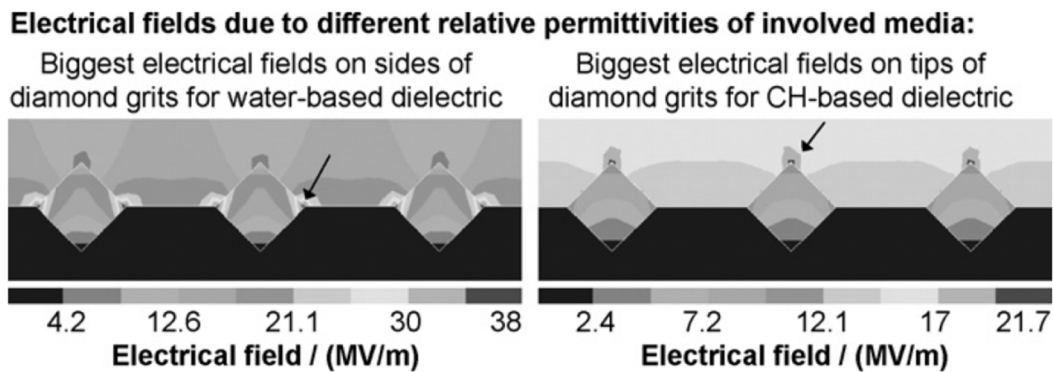 Electrical fields due to different relative permittivities of involved media:
Biggest electrical fields on sides of
diamond grits for water-based dielectric
Biggest electrical fields on tips of
diamond grits for CH-based dielectric
4.2 12.6 21.1 30 38
Electrical field / (MV/m)
2.4 7.2 12.1 17 21.7
Electrical field / (MV/m)